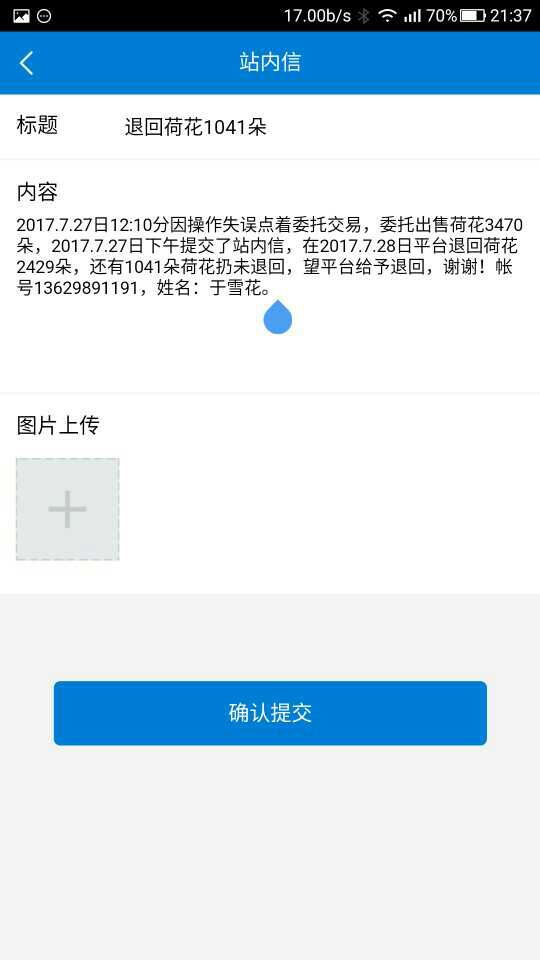 17.00b/s 70% 21:37
站内信
标题 退回荷花1041朵
内容
2017.7.27日12:10分因操作失误点着委托交易，委托出售荷花3470
朵，2017.7.27日下午提交了站内信，在2017.7.28日平台退回荷花
2429朵，还有1041朵荷花扔未退回，望平台给予退回，谢谢！帐
号13629891191，姓名：于雪花。
图片上传
确认提交